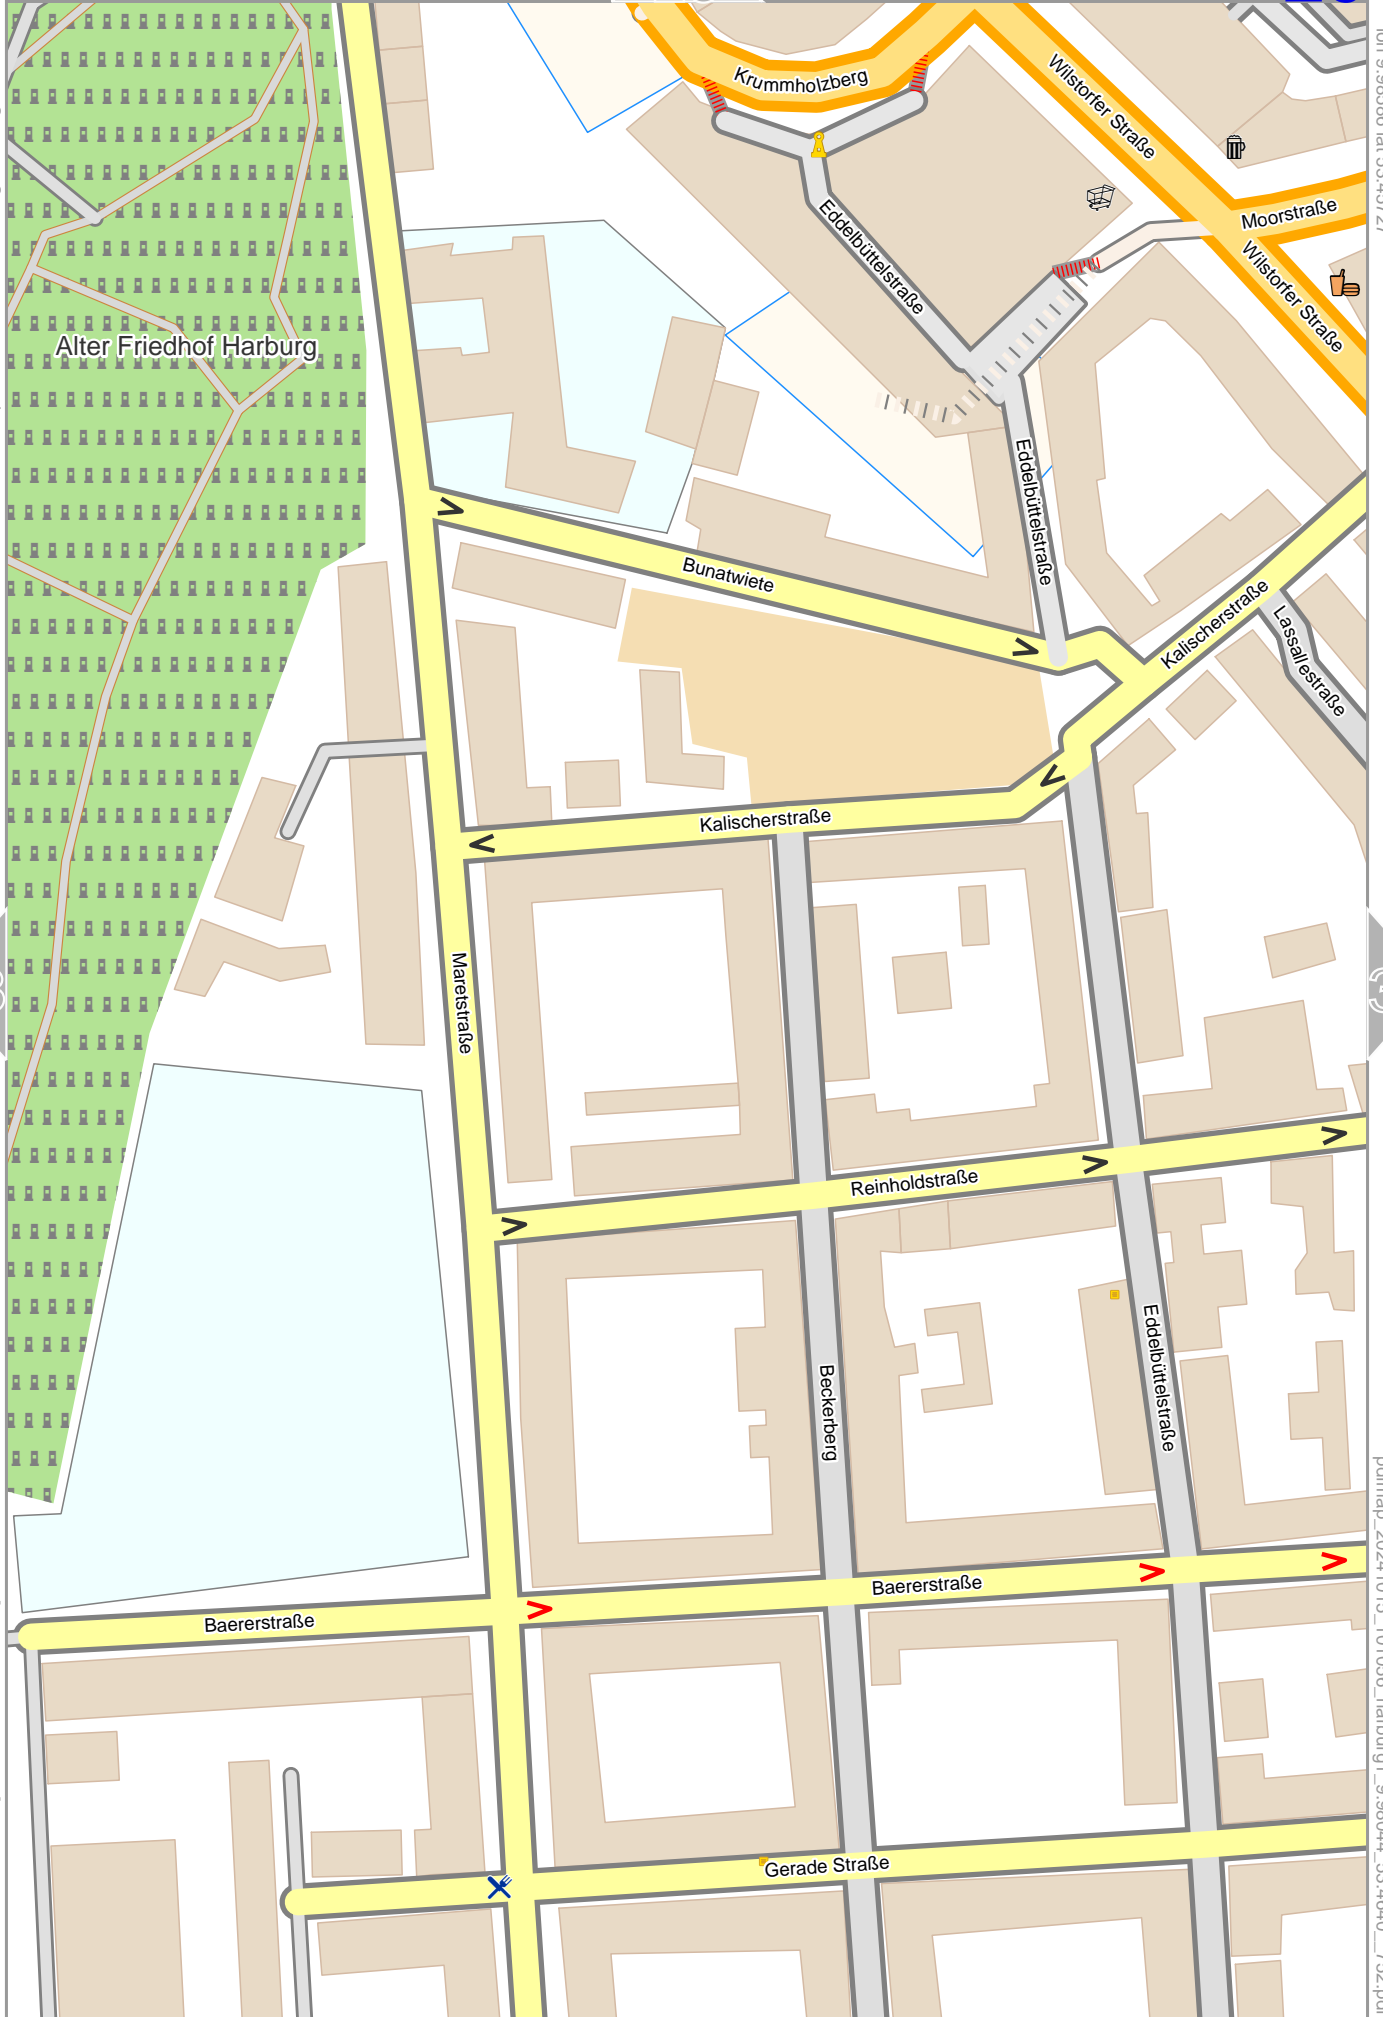 Krummholzberg
Wilstorfer Straße
Moorstraße
Eddelbüttelstraße
Wilstorfer Straße
Alter Friedhof Harburg
Eddelbüttelstraße
Bunatwiete
Kalischerstraße
Lassallestraße
Kalischerstraße
Maretstraße
Reinholdstraße
Eddelbüttelstraße
Beckerberg
Baererstraße
Baererstraße
Gerade Straße